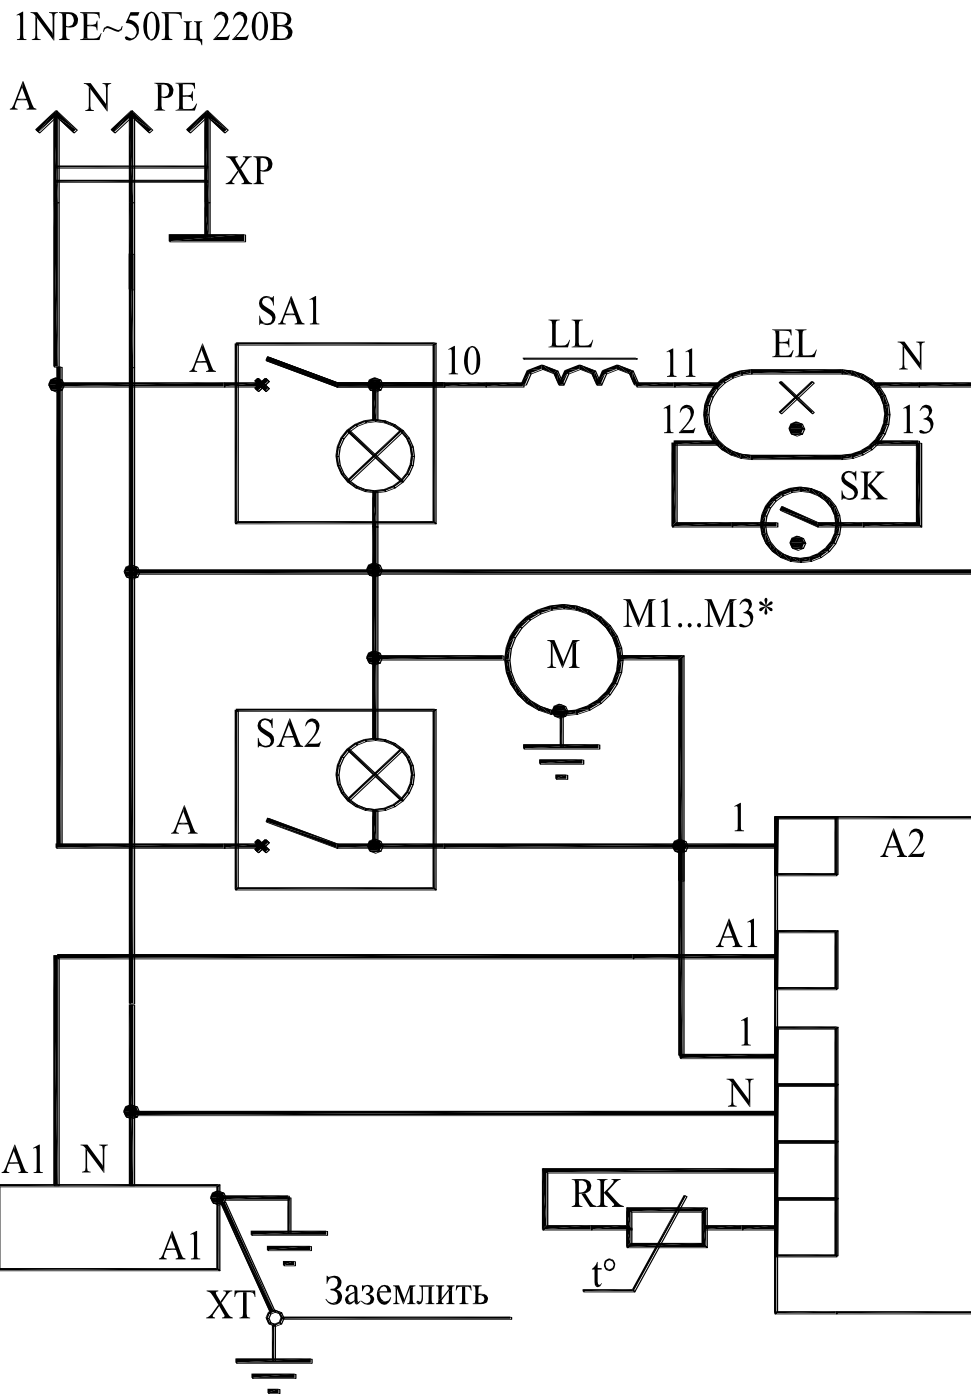 1NPE~50Гц 220В
A N PE
XP
SA1
A 10 LL 11 EL N
12 13
SK
M1...M3*
M
SA2
A 1
A2
A1
1
N
A1 N
RK
A1
t°
XT Заземлить